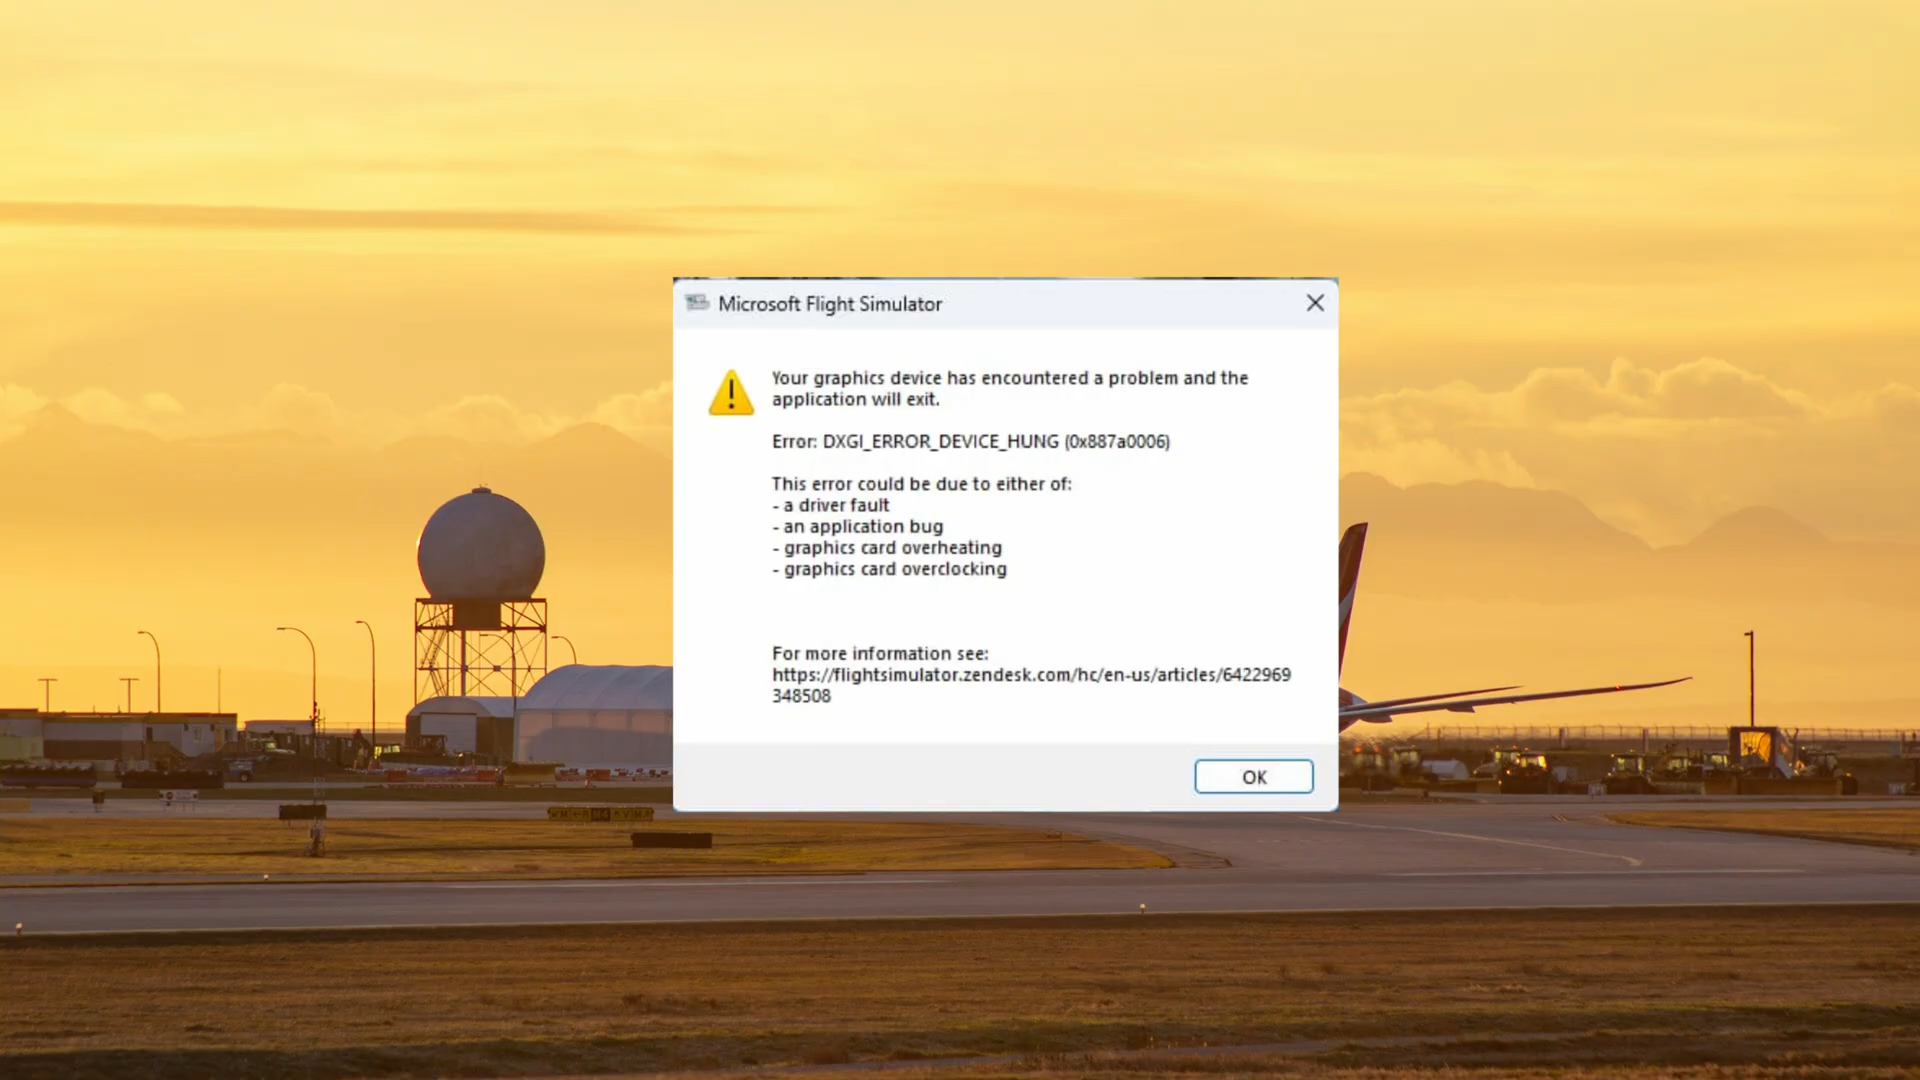 Microsoft Flight Simulator
Your graphics device has encountered a problem and the
application will exit.
Error: DXGI_ERROR_DEVICE_HUNG (0x887a0006)
This error could be due to either of:
- a driver fault
- an application bug
- graphics card overheating
- graphics card overclocking
For more information see:
https://flightsimulator.zendesk.com/hc/en-us/articles/6422969
348508
OK